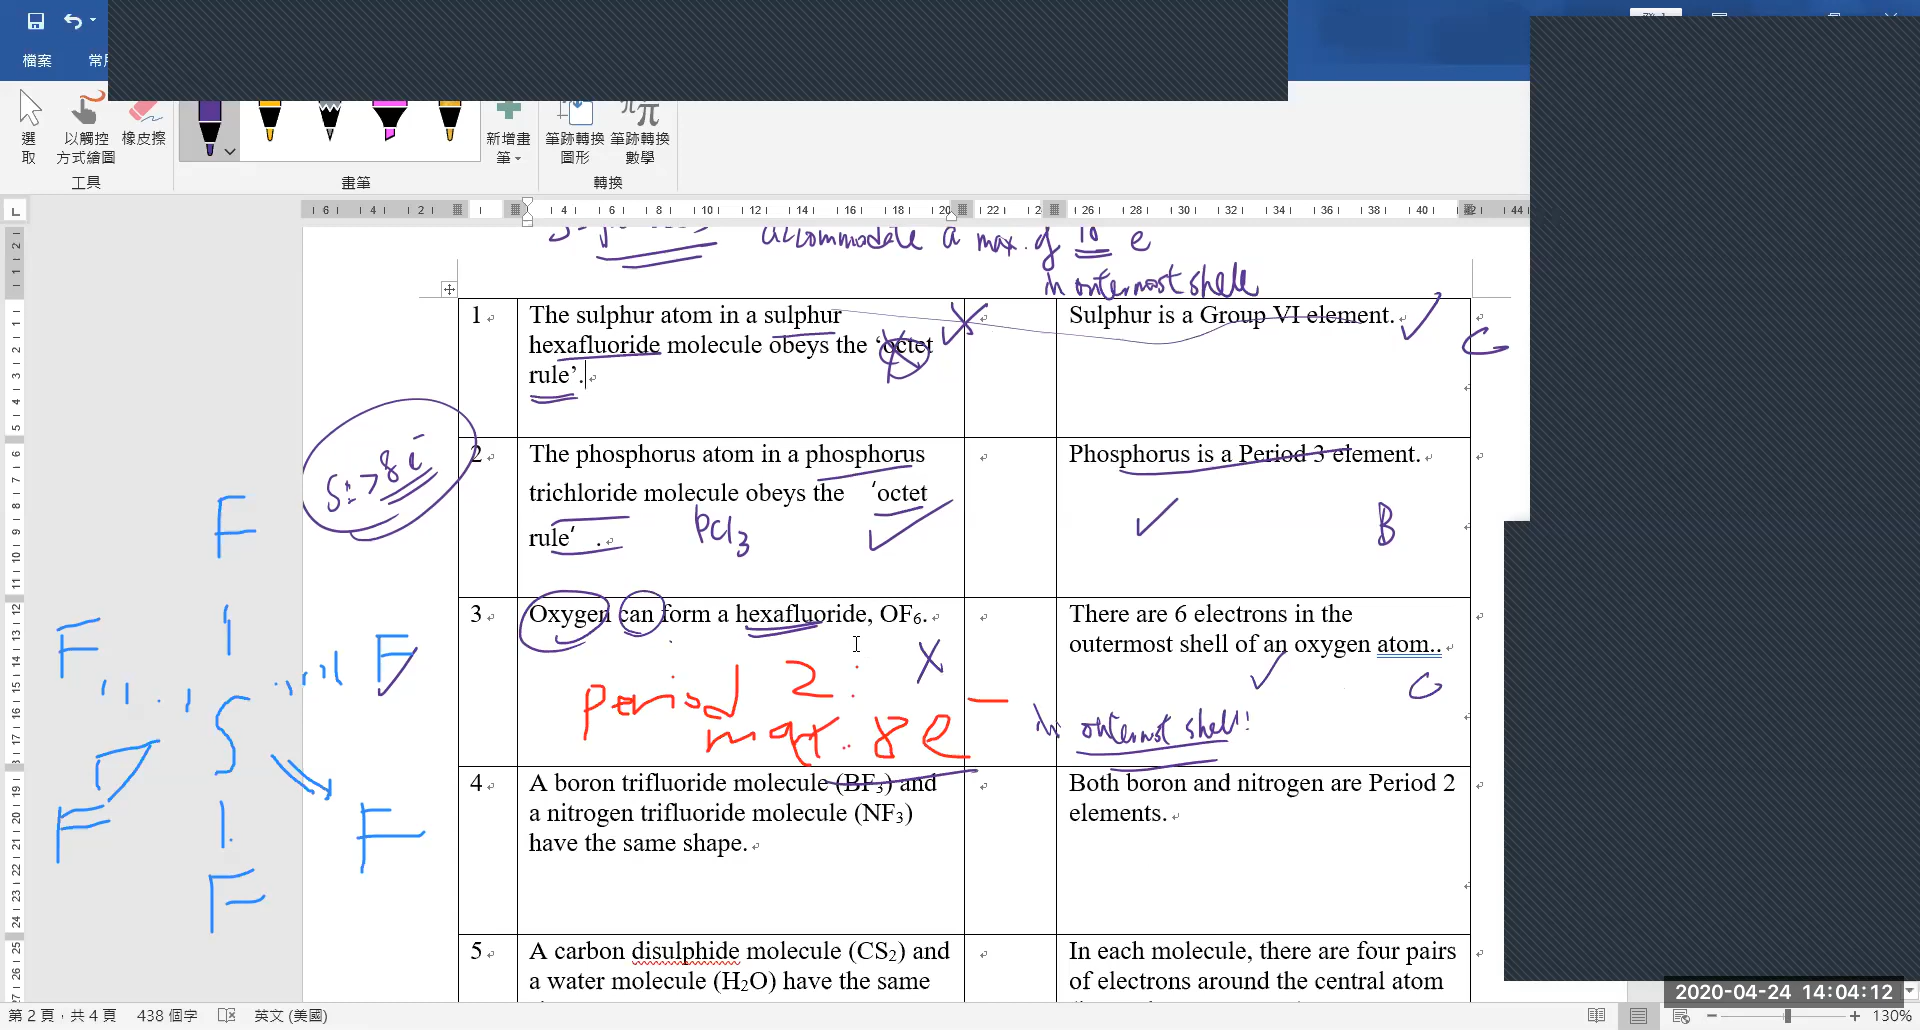 檔案
選取
以觸控方式繪圖
橡皮擦
新增畫筆
筆跡轉換圖形
筆跡轉換數學
工具
畫筆
轉換
accommodate a max. of 10 e
in outermost shell
1
The sulphur atom in a sulphur
hexafluoride molecule obeys the ‘octet
rule’.
Sulphur is a Group VI element.
C
2
The phosphorus atom in a phosphorus
trichloride molecule obeys the ‘octet
rule‘ .
PCl3
Phosphorus is a Period 3 element.
B
3
Oxygen can form a hexafluoride, OF6.
period 2:
max. 8e−
in outermost shell!
There are 6 electrons in the
outermost shell of an oxygen atom..
C
4
A boron trifluoride molecule (BF3) and
a nitrogen trifluoride molecule (NF3)
have the same shape.
Both boron and nitrogen are Period 2
elements.
5
A carbon disulphide molecule (CS2) and
a water molecule (H2O) have the same
In each molecule, there are four pairs
of electrons around the central atom
S: >8 e−
F
F
F
S
F
F
F
2020-04-24 14:04:12
第 2 頁，共 4 頁
438 個字
英文 (美國)
130%